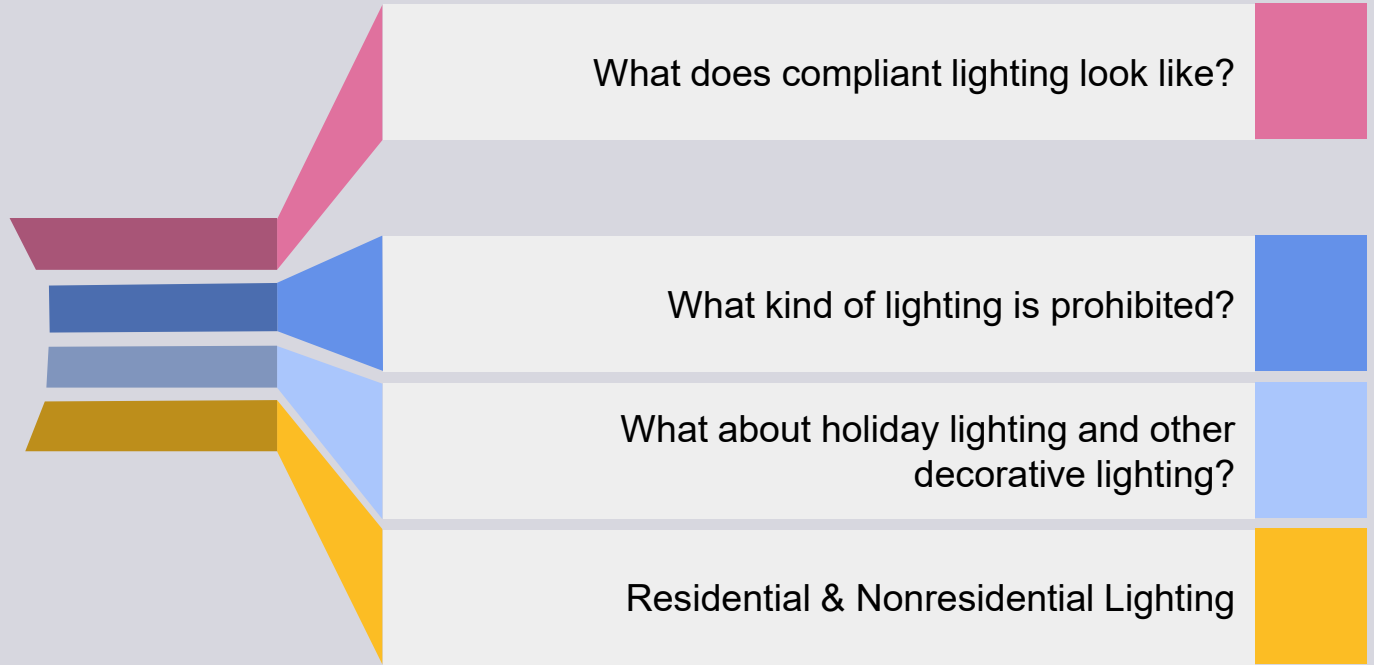 What does compliant lighting look like?
What kind of lighting is prohibited?
What about holiday lighting and other
decorative lighting?
Residential & Nonresidential Lighting